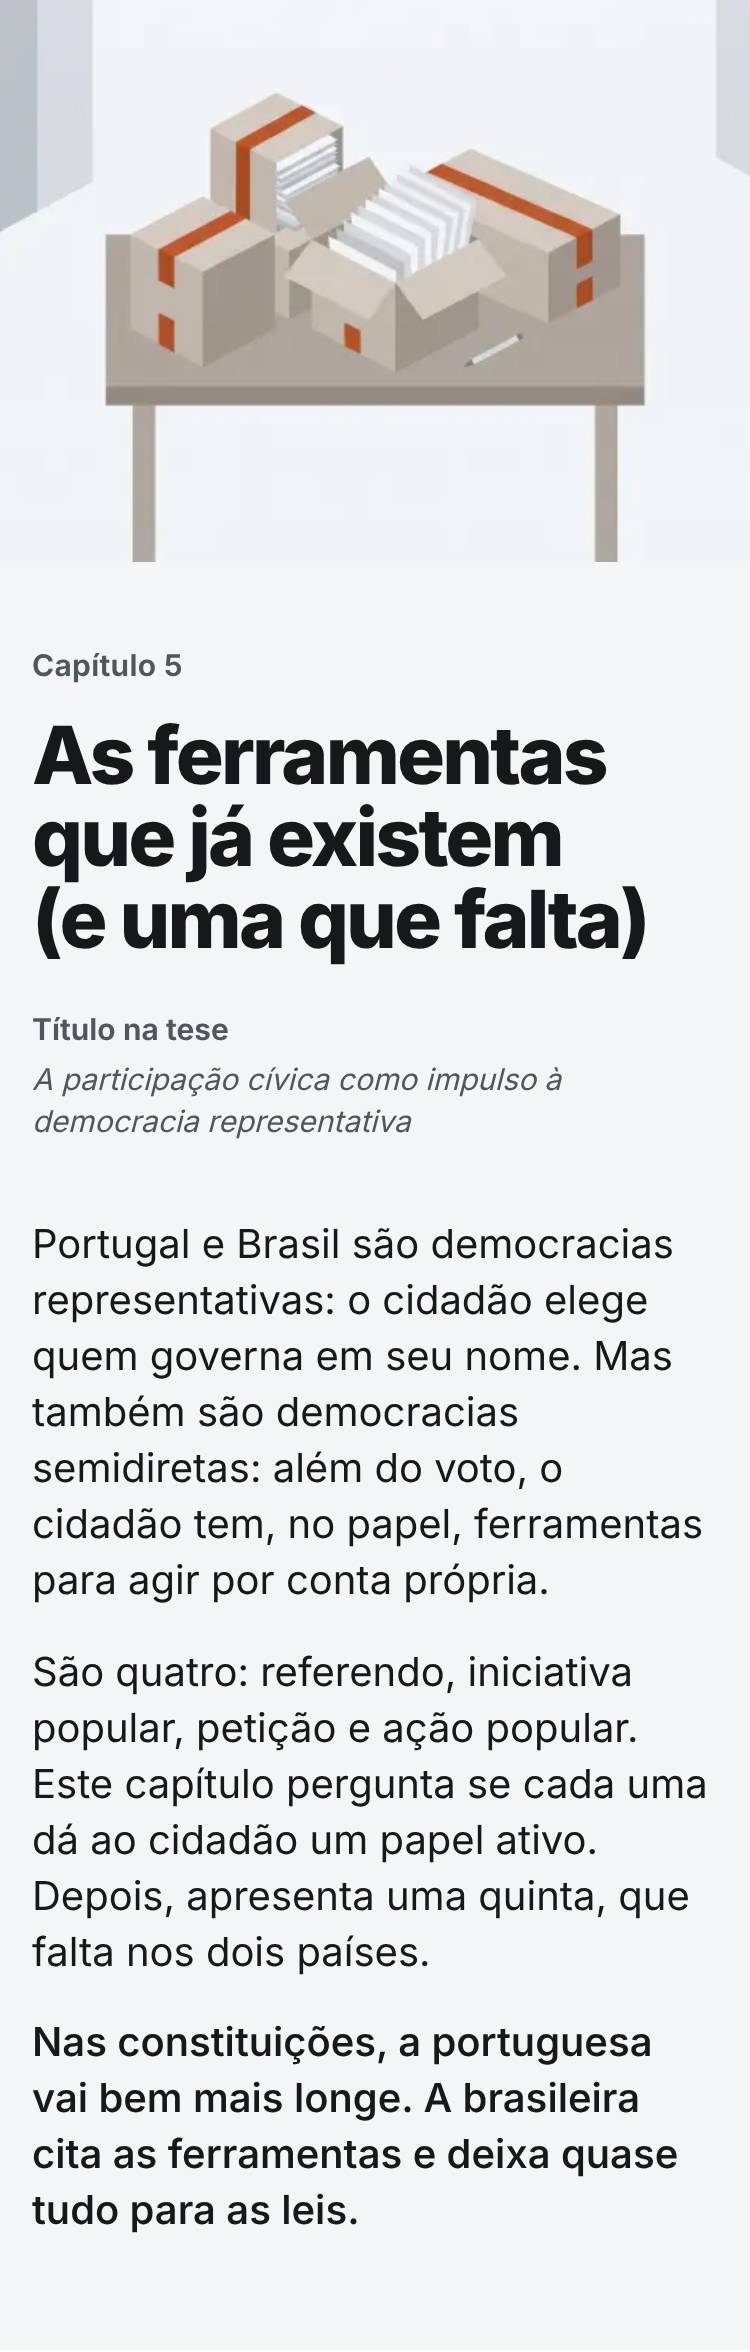 Capítulo 5
As ferramentas
que já existem
(e uma que falta)
Título na tese
A participação cívica como impulso à
democracia representativa
Portugal e Brasil são democracias
representativas: o cidadão elege
quem governa em seu nome. Mas
também são democracias
semidiretas: além do voto, o
cidadão tem, no papel, ferramentas
para agir por conta própria.
São quatro: referendo, iniciativa
popular, petição e ação popular.
Este capítulo pergunta se cada uma
dá ao cidadão um papel ativo.
Depois, apresenta uma quinta, que
falta nos dois países.
Nas constituições, a portuguesa
vai bem mais longe. A brasileira
cita as ferramentas e deixa quase
tudo para as leis.